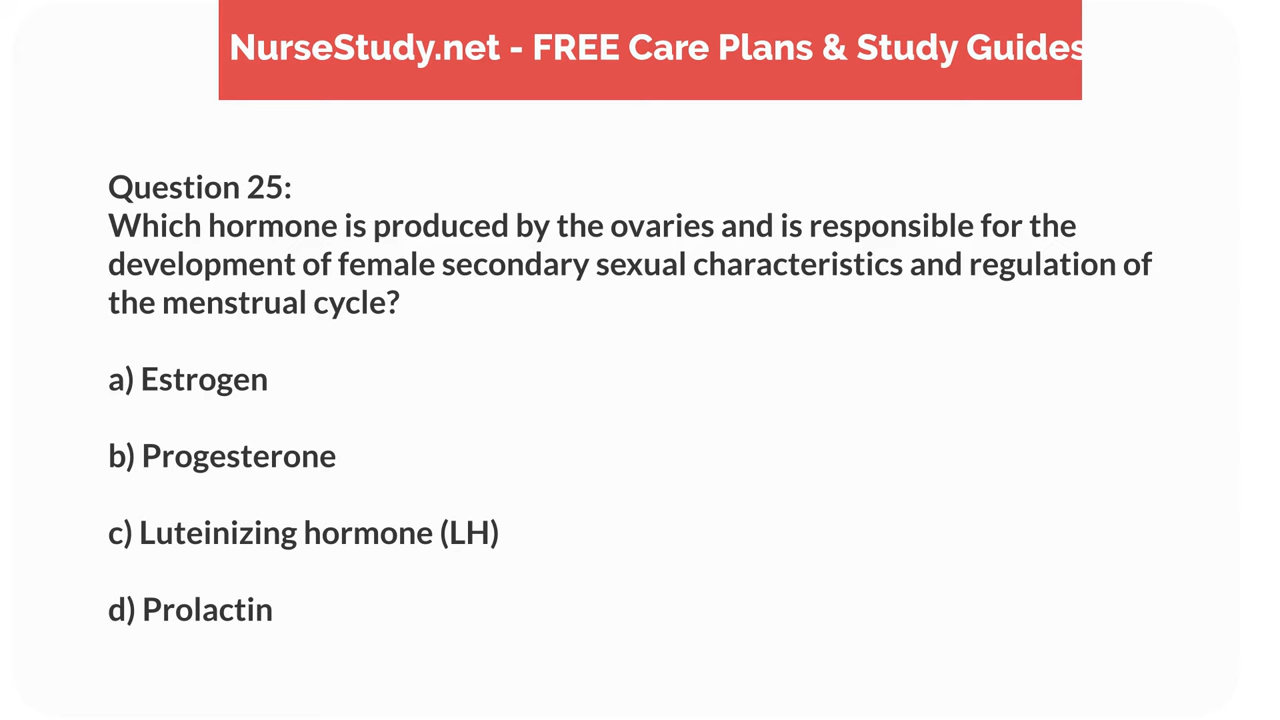 NurseStudy.net - FREE Care Plans & Study Guides
Question 25:
Which hormone is produced by the ovaries and is responsible for the
development of female secondary sexual characteristics and regulation of
the menstrual cycle?
a) Estrogen
b) Progesterone
c) Luteinizing hormone (LH)
d) Prolactin